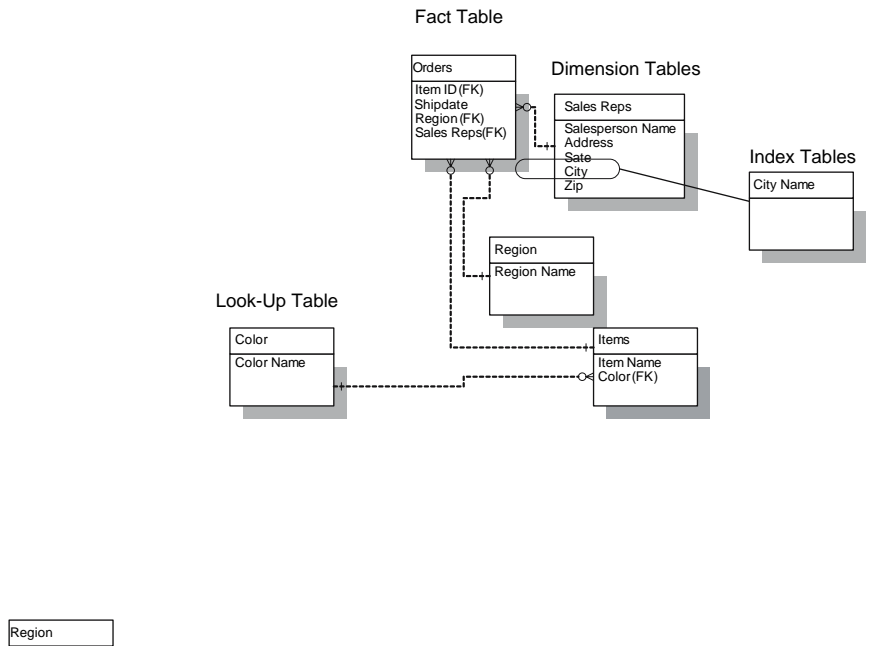 Fact Table
Orders
Item ID (FK)
Shipdate
Region (FK)
Sales Reps(FK)
Dimension Tables
Sales Reps
Salesperson Name
Address
Sate
City
Zip
Index Tables
City Name
Region
Region Name
Look-Up Table
Color
Color Name
Items
Item Name
Color(FK)
Region